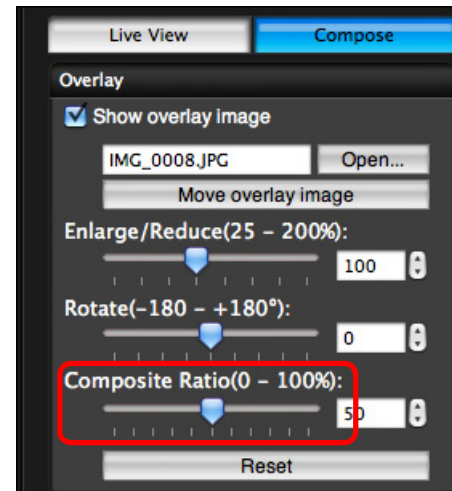 Live View Compose
Overlay
Show overlay image
IMG_0008.JPG Open...
Move overlay image
Enlarge/Reduce(25 – 200%):
100
Rotate(–180 – +180°):
0
Composite Ratio(0 – 100%):
50
Reset